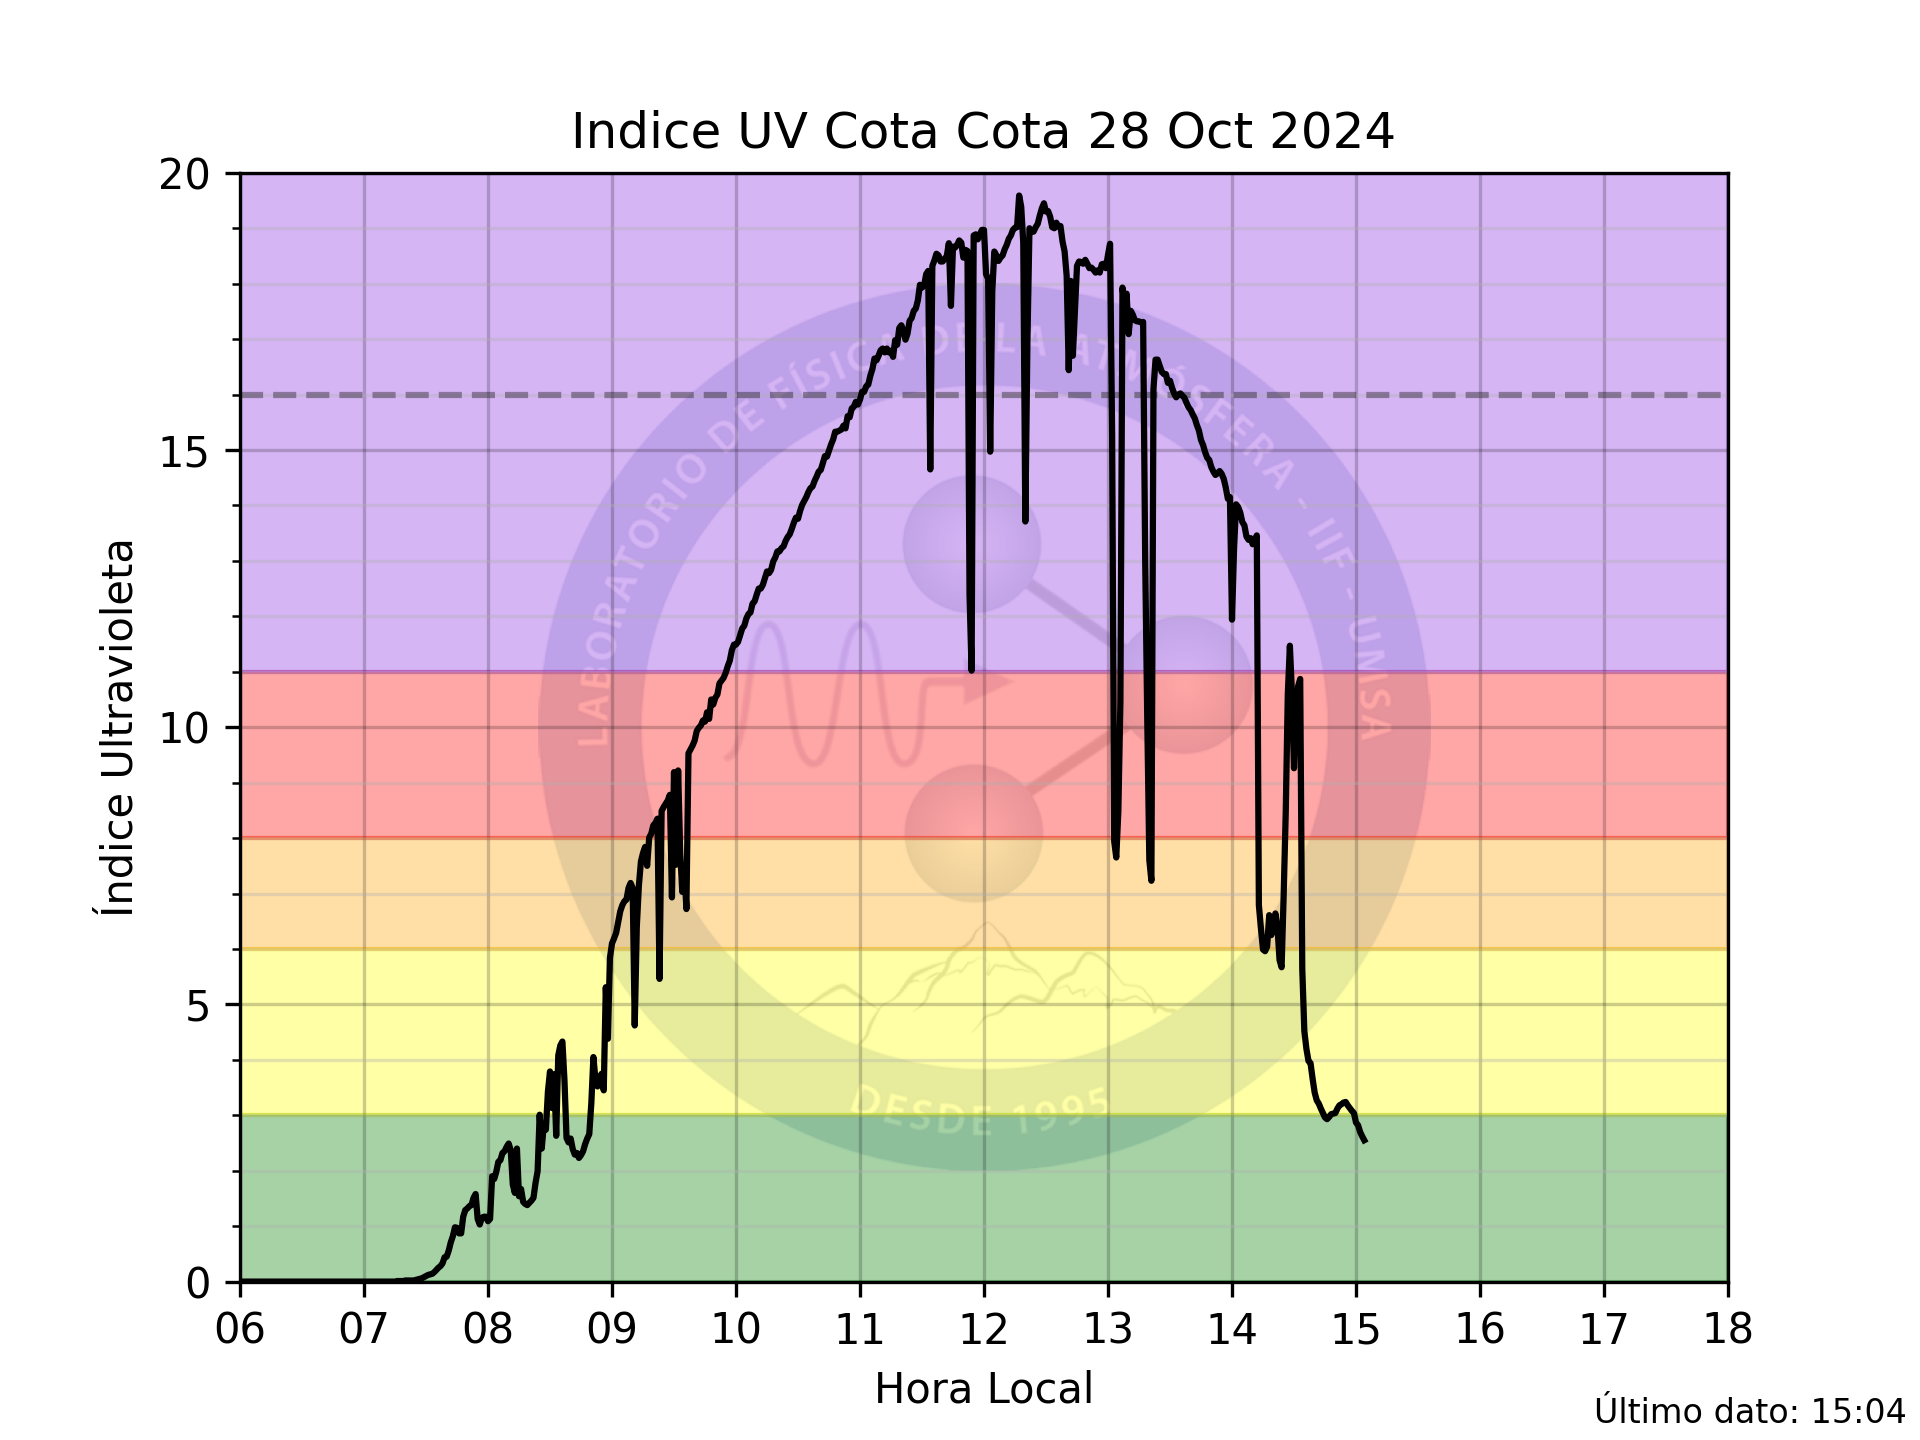 Indice UV Cota Cota 28 Oct 2024
20
15
10
5
0
Índice Ultravioleta
LABORATORIO DE FÍSICA DE LA ATMÓSFERA - IIF - UMSA
DESDE 1995
06 07 08 09 10 11 12 13 14 15 16 17 18
Hora Local
Último dato: 15:04